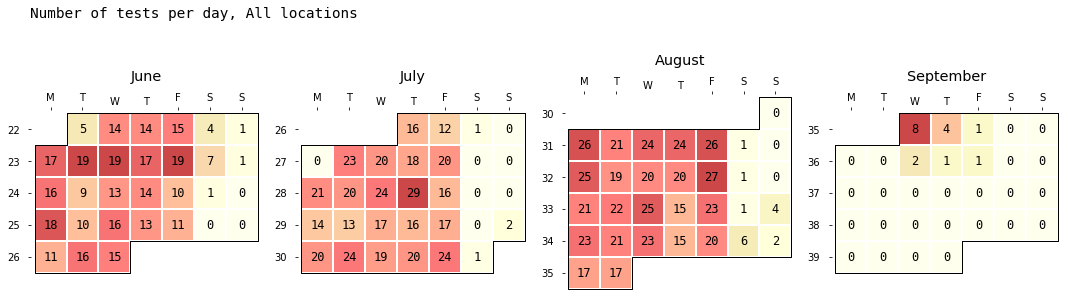 Number of tests per day, All locations
June
M T W T F S S
22 5 14 14 15 4 1
23 17 19 19 17 19 7 1
24 16 9 13 14 10 1 0
25 18 10 16 13 11 0 0
26 11 16 15
July
M T W T F S S
26 16 12 1 0
27 0 23 20 18 20 0 0
28 21 20 24 29 16 0 0
29 14 13 17 16 17 0 2
30 20 24 19 20 24 1
August
M T W T F S S
30 0
31 26 21 24 24 26 1 0
32 25 19 20 20 27 1 0
33 21 22 25 15 23 1 4
34 23 21 23 15 20 6 2
35 17 17
September
M T W T F S S
35 8 4 1 0 0
36 0 0 2 1 1 0 0
37 0 0 0 0 0 0 0
38 0 0 0 0 0 0 0
39 0 0 0 0